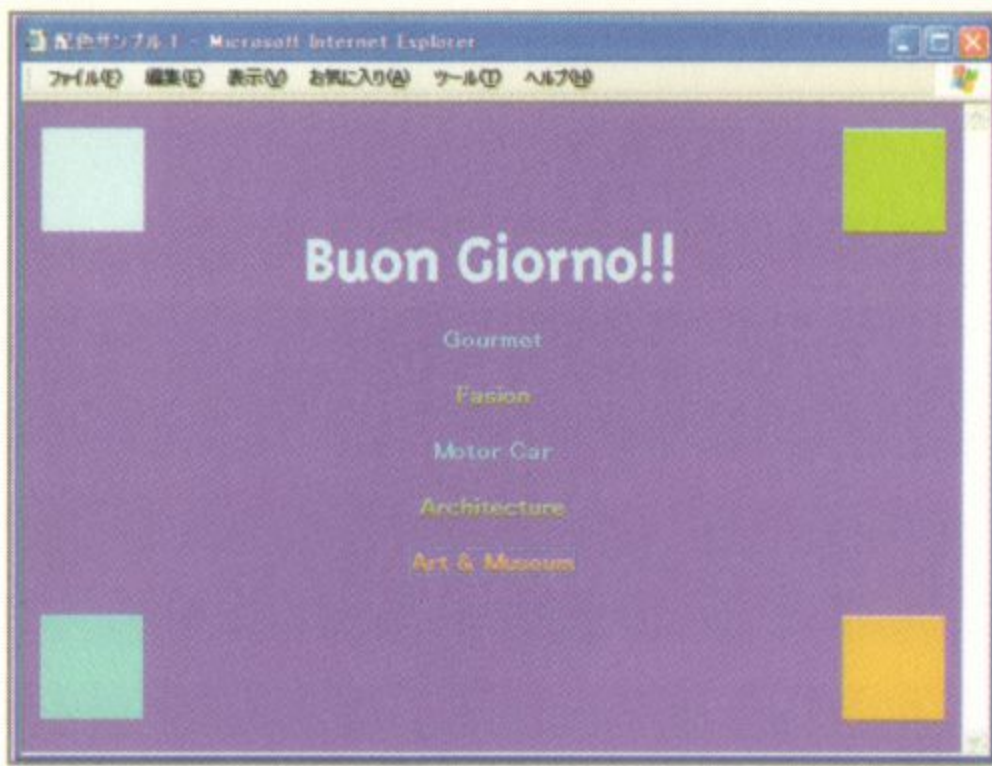 配色サンプル1 - Microsoft Internet Explorer
ファイル(F) 編集(E) 表示(V) お気に入り(A) ツール(T) ヘルプ(H)
Buon Giorno!!
Gourmet
Fasion
Motor Car
Architecture
Art & Museum